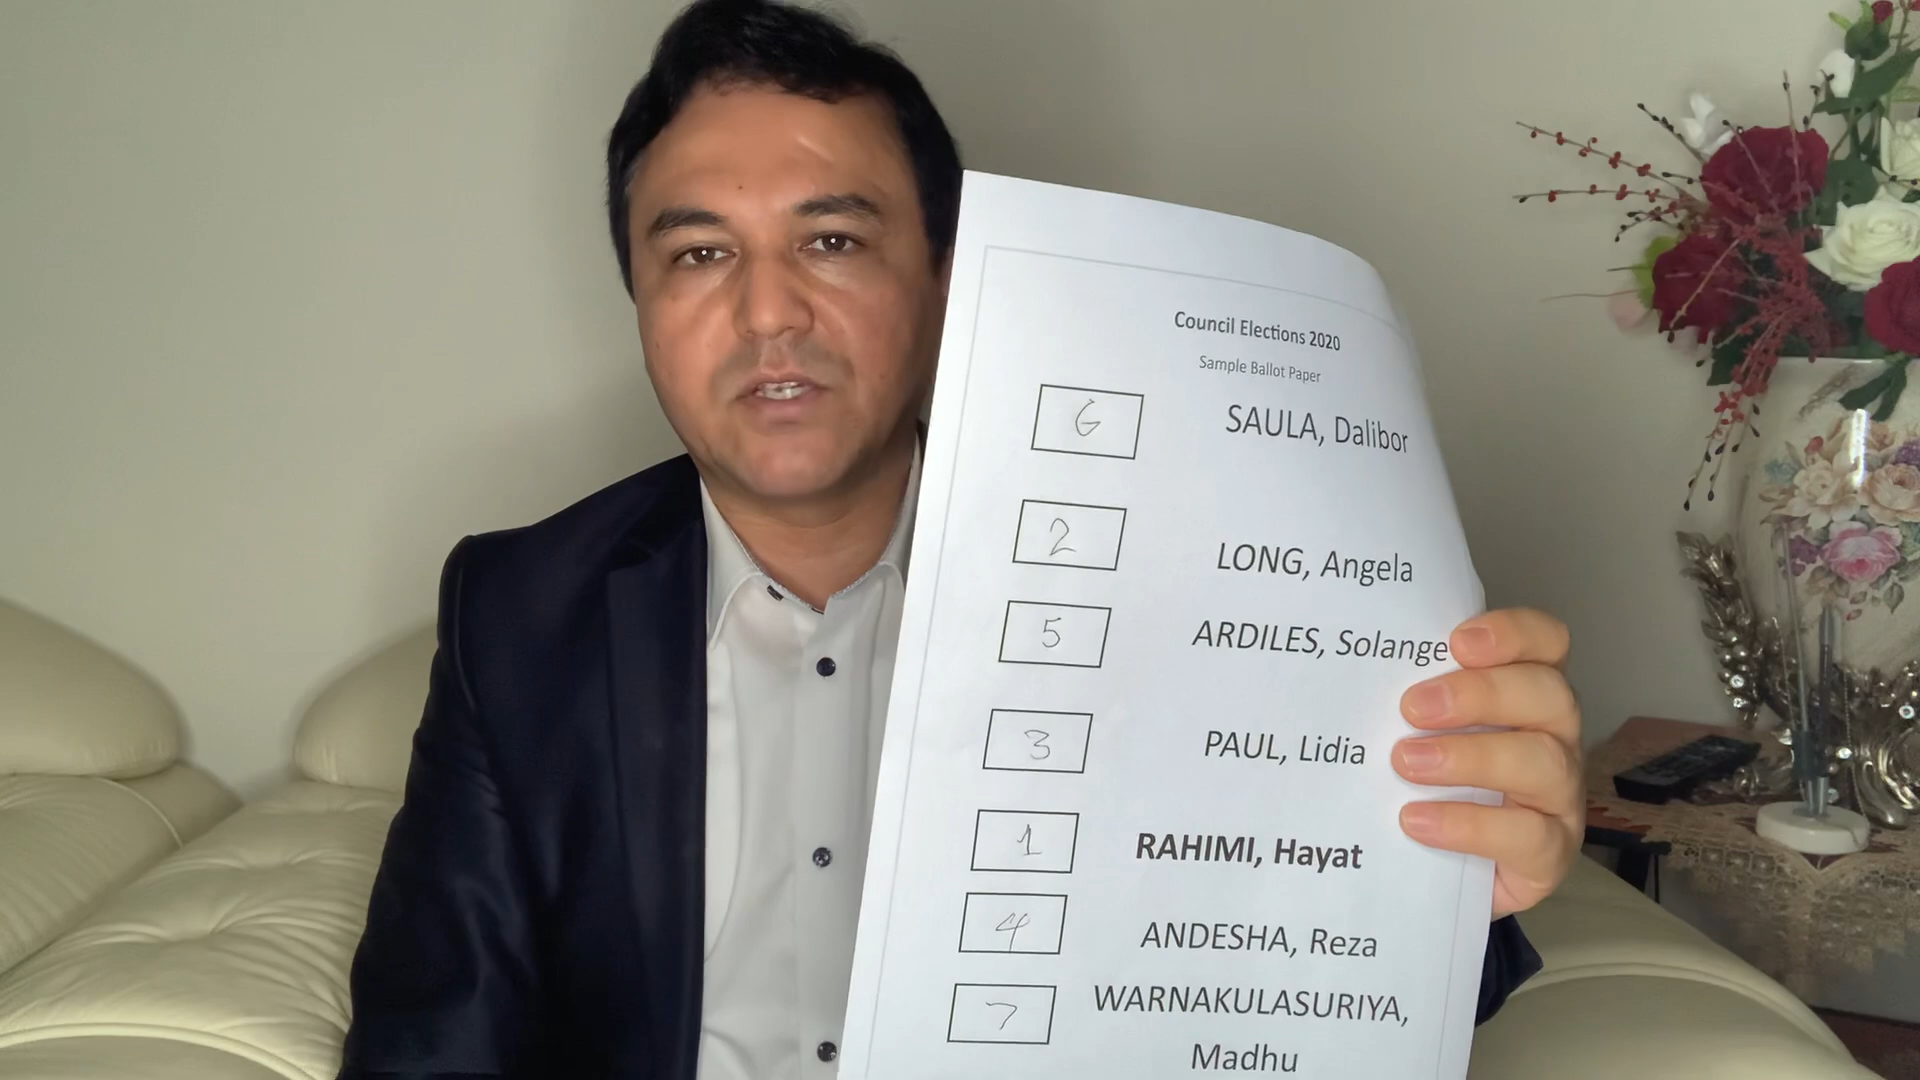 Council Elections 2020
Sample Ballot Paper
6 SAULA, Dalibor
2 LONG, Angela
5 ARDILES, Solange
3 PAUL, Lidia
1 RAHIMI, Hayat
4 ANDESHA, Reza
7 WARNAKULASURIYA,
Madhu